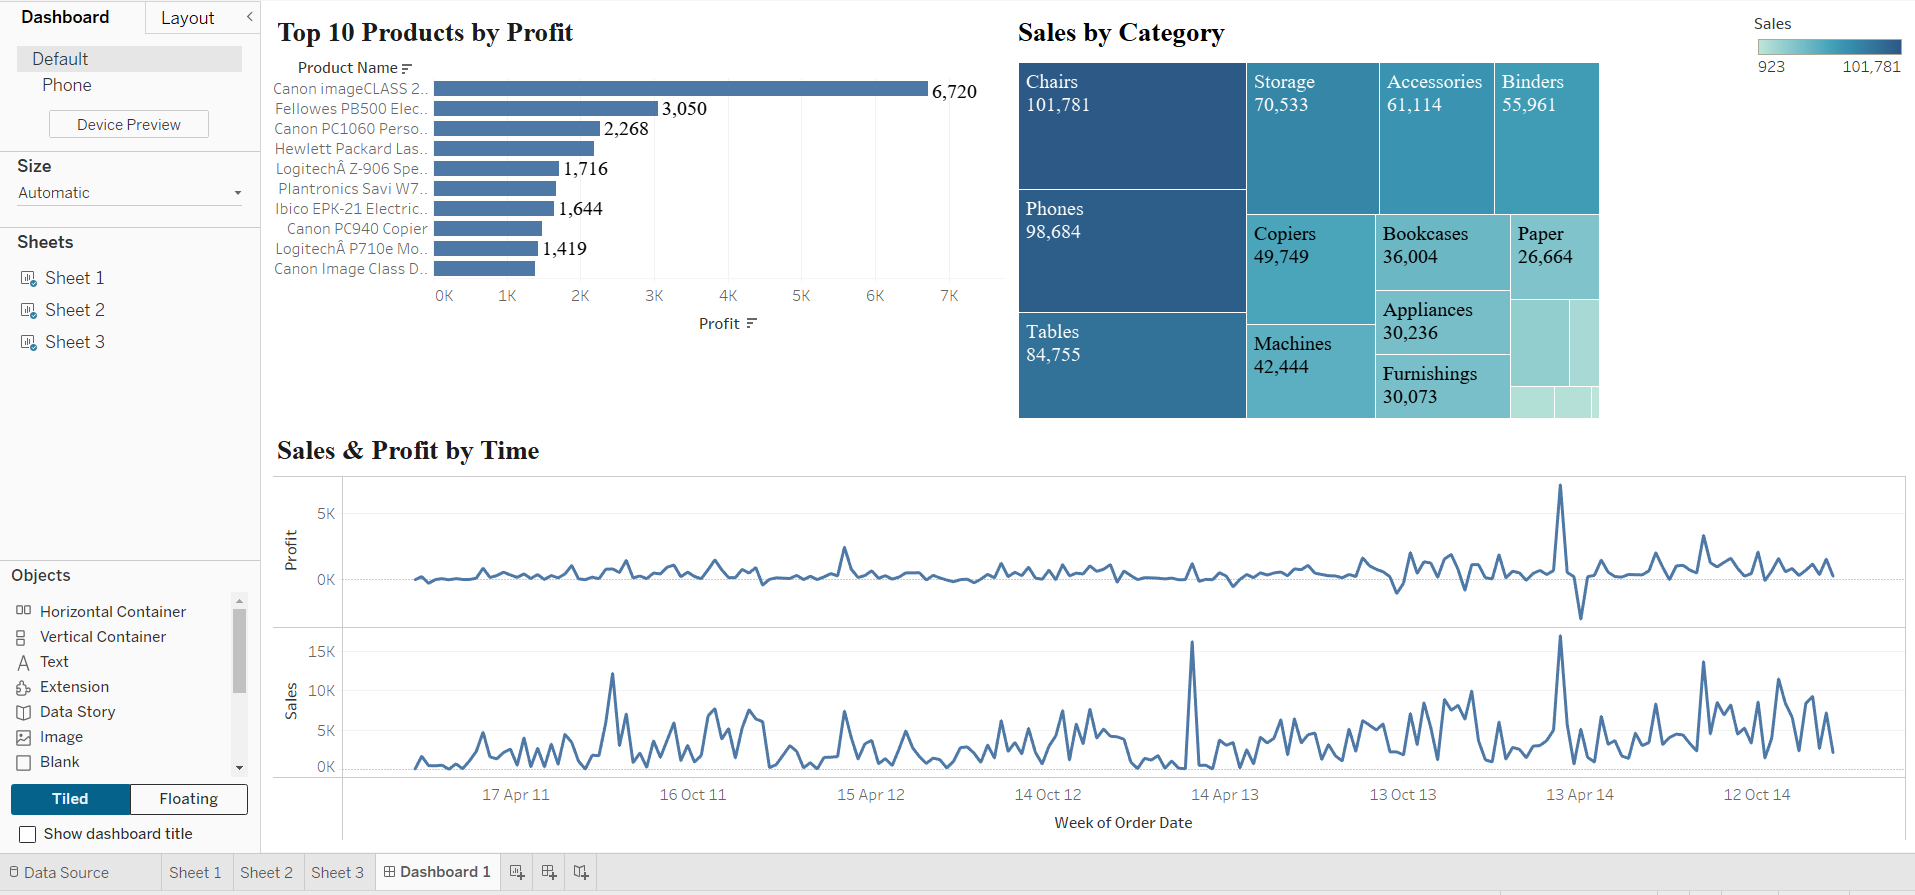 Dashboard
Layout
Default
Phone
Device Preview
Size
Automatic
Sheets
Sheet 1
Sheet 2
Sheet 3
Objects
Horizontal Container
Vertical Container
Text
Extension
Data Story
Image
Blank
Tiled
Floating
Show dashboard title
Top 10 Products by Profit
Product Name
Canon imageCLASS 2..
6,720
Fellowes PB500 Elec..
3,050
Canon PC1060 Perso..
2,268
Hewlett Packard Las..
LogitechÂ Z-906 Spe..
1,716
Plantronics Savi W7..
Ibico EPK-21 Electric..
1,644
Canon PC940 Copier
LogitechÂ P710e Mo..
1,419
Canon Image Class D..
0K 1K 2K 3K 4K 5K 6K 7K
Profit
Sales by Category
Chairs
101,781
Phones
98,684
Tables
84,755
Storage
70,533
Accessories
61,114
Binders
55,961
Copiers
49,749
Machines
42,444
Bookcases
36,004
Appliances
30,236
Furnishings
30,073
Paper
26,664
Sales
923 101,781
Sales & Profit by Time
Profit
5K
0K
Sales
15K
10K
5K
0K
17 Apr 11 16 Oct 11 15 Apr 12 14 Oct 12 14 Apr 13 13 Oct 13 13 Apr 14 12 Oct 14
Week of Order Date
Data Source
Sheet 1
Sheet 2
Sheet 3
Dashboard 1